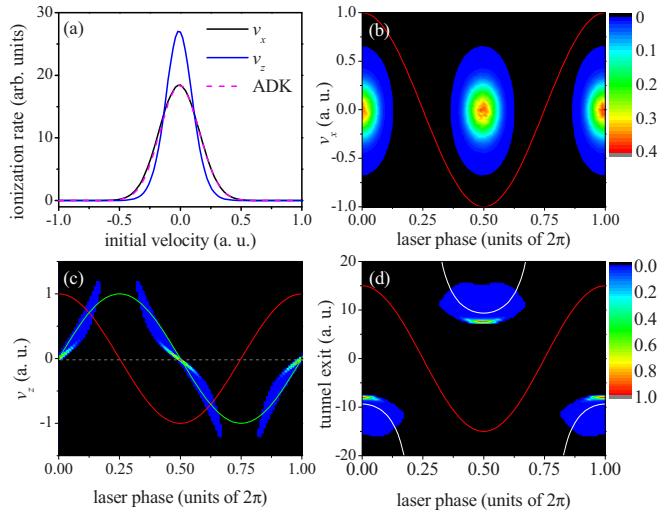 (a)
v_x
v_z
ADK
30
20
10
0
ionization rate (arb. units)
-1.0 -0.5 0.0 0.5 1.0
initial velocity (a. u.)
(b)
1.0
0.5
0.0
-0.5
-1.0
v_x (a. u.)
0.00 0.25 0.50 0.75 1.00
laser phase (units of 2π)
0
0.1
0.2
0.3
0.4
(c)
1
0
-1
v_z (a. u.)
0.00 0.25 0.50 0.75 1.00
laser phase (units of 2π)
(d)
20
10
0
-10
-20
tunnel exit (a. u.)
0.00 0.25 0.50 0.75 1.00
laser phase (units of 2π)
0.0
0.2
0.4
0.6
0.8
1.0